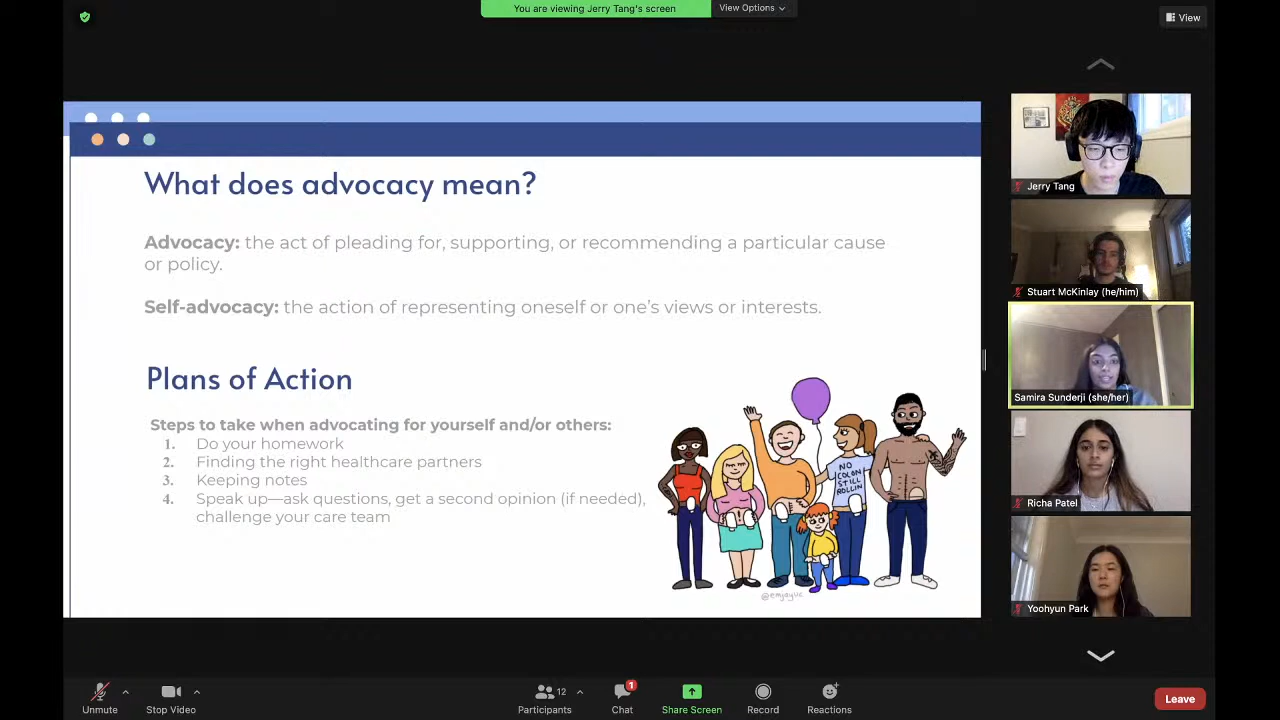 You are viewing Jerry Tang's screen
View Options
View
What does advocacy mean?
Advocacy: the act of pleading for, supporting, or recommending a particular cause
or policy.
Self-advocacy: the action of representing oneself or one's views or interests.
Plans of Action
Steps to take when advocating for yourself and/or others:
1. Do your homework
2. Finding the right healthcare partners
3. Keeping notes
4. Speak up—ask questions, get a second opinion (if needed),
challenge your care team
NO
COLON
STILL
ROLLIN
@emjayuc
Jerry Tang
Stuart McKinlay (he/him)
Samira Sunderji (she/her)
Richa Patel
Yoohyun Park
Unmute
Stop Video
12
Participants
1
Chat
Share Screen
Record
Reactions
Leave